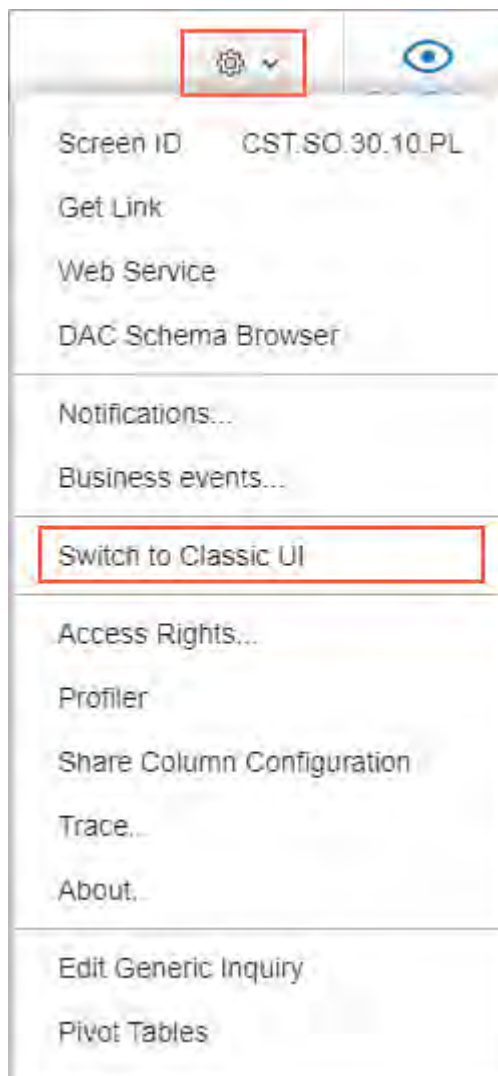 Screen ID CST.SO.30.10.PL
Get Link
Web Service
DAC Schema Browser
Notifications...
Business events...
Switch to Classic UI
Access Rights...
Profiler
Share Column Configuration
Trace...
About...
Edit Generic Inquiry
Pivot Tables